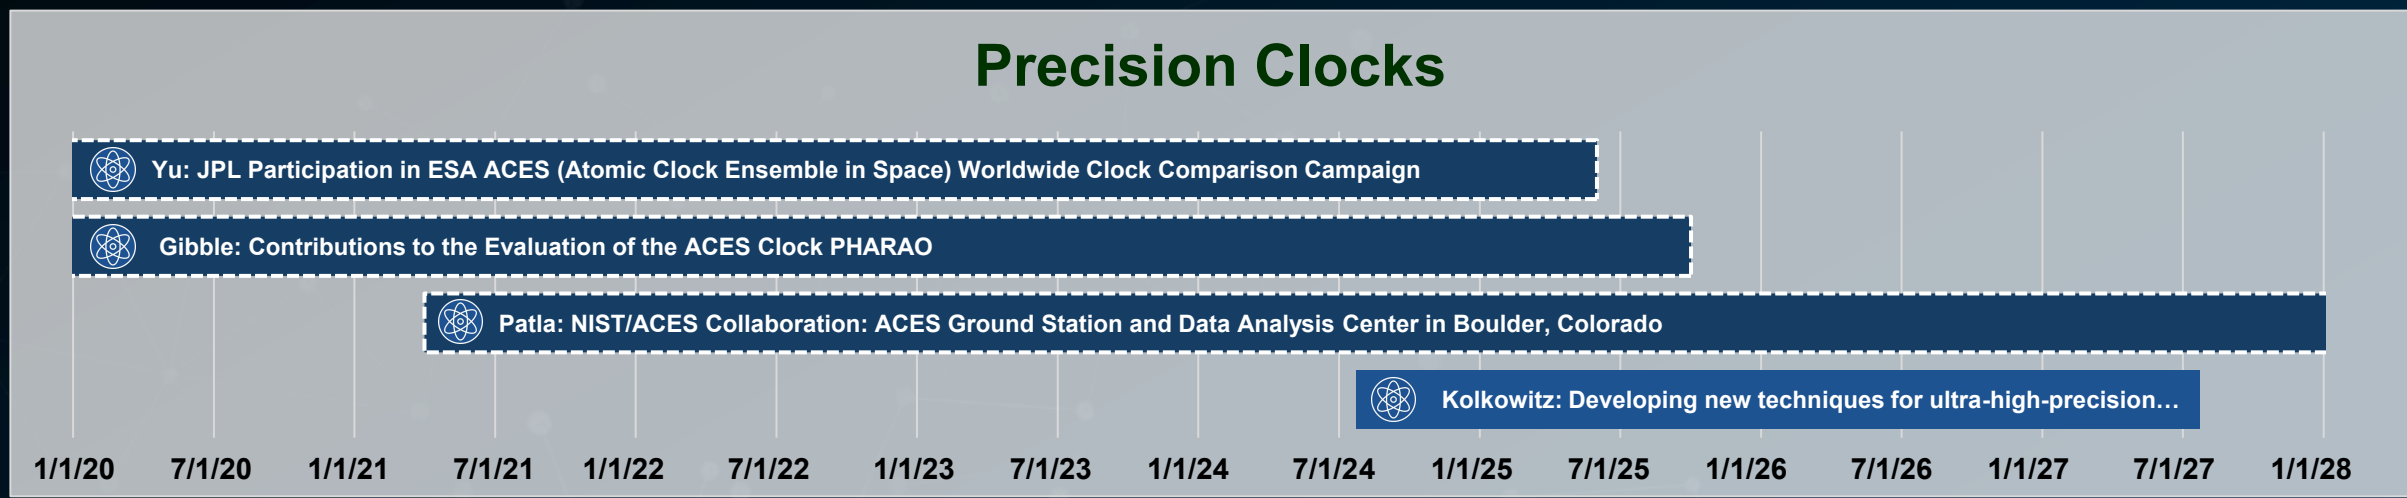 Precision Clocks
Yu: JPL Participation in ESA ACES (Atomic Clock Ensemble in Space) Worldwide Clock Comparison Campaign
Gibble: Contributions to the Evaluation of the ACES Clock PHARAO
Patla: NIST/ACES Collaboration: ACES Ground Station and Data Analysis Center in Boulder, Colorado
Kolkowitz: Developing new techniques for ultra-high-precision…
1/1/20 7/1/20 1/1/21 7/1/21 1/1/22 7/1/22 1/1/23 7/1/23 1/1/24 7/1/24 1/1/25 7/1/25 1/1/26 7/1/26 1/1/27 7/1/27 1/1/28